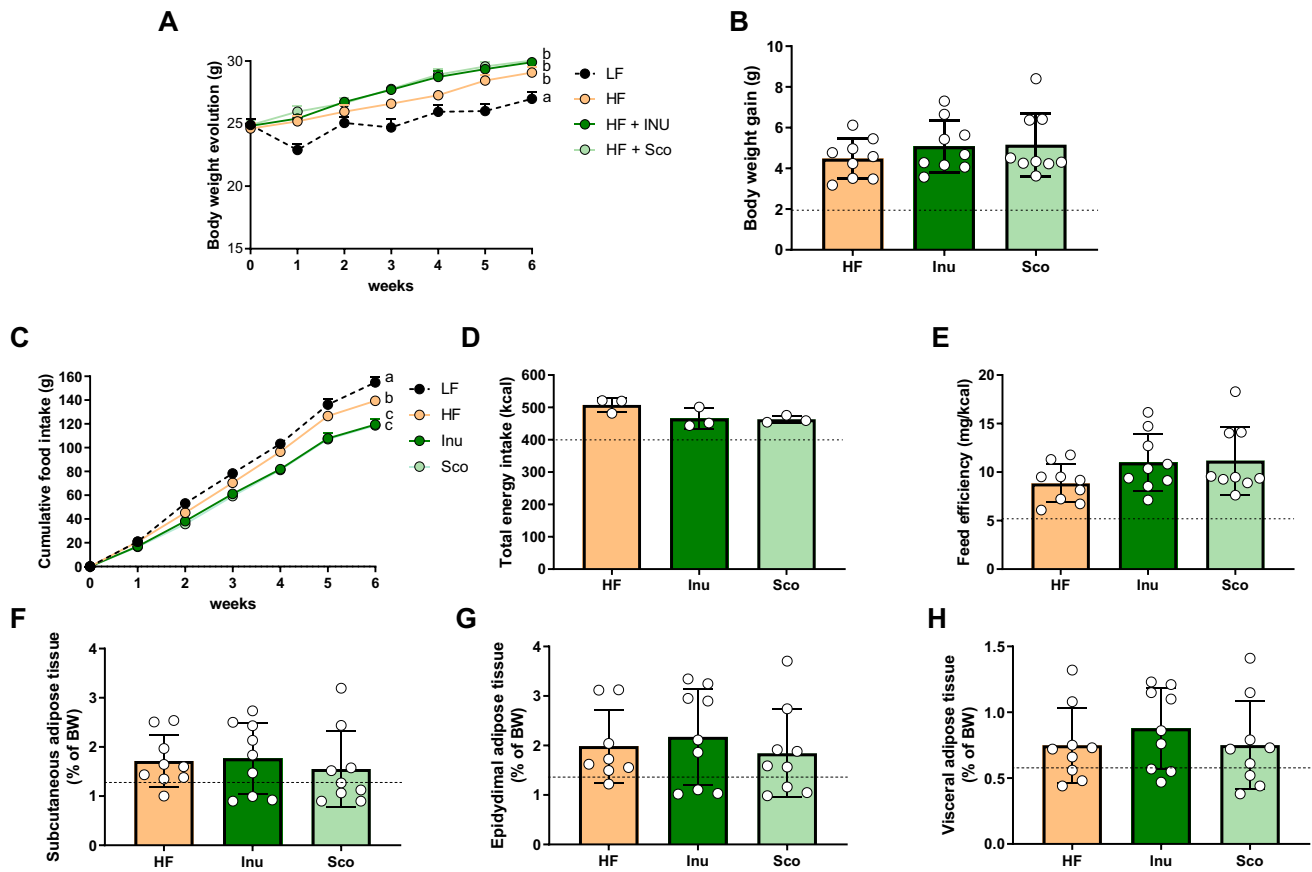 A
Body weight evolution (g)
30
25
20
15
0 1 2 3 4 5 6
weeks
b
b
b
a
LF
HF
HF + INU
HF + Sco
B
Body weight gain (g)
10
8
6
4
2
0
HF Inu Sco
C
Cumulative food intake (g)
160
140
120
100
80
60
40
20
0
0 1 2 3 4 5 6
weeks
a
b
c
c
LF
HF
Inu
Sco
D
Total energy intake (kcal)
600
500
400
300
200
100
0
HF Inu Sco
E
Feed efficiency (mg/kcal)
20
15
10
5
0
HF Inu Sco
F
Subcutaneous adipose tissue
(% of BW)
4
3
2
1
0
HF Inu Sco
G
Epidydimal adipose tissue
(% of BW)
4
3
2
1
0
HF Inu Sco
H
Visceral adipose tissue
(% of BW)
1.5
1.0
0.5
0.0
HF Inu Sco